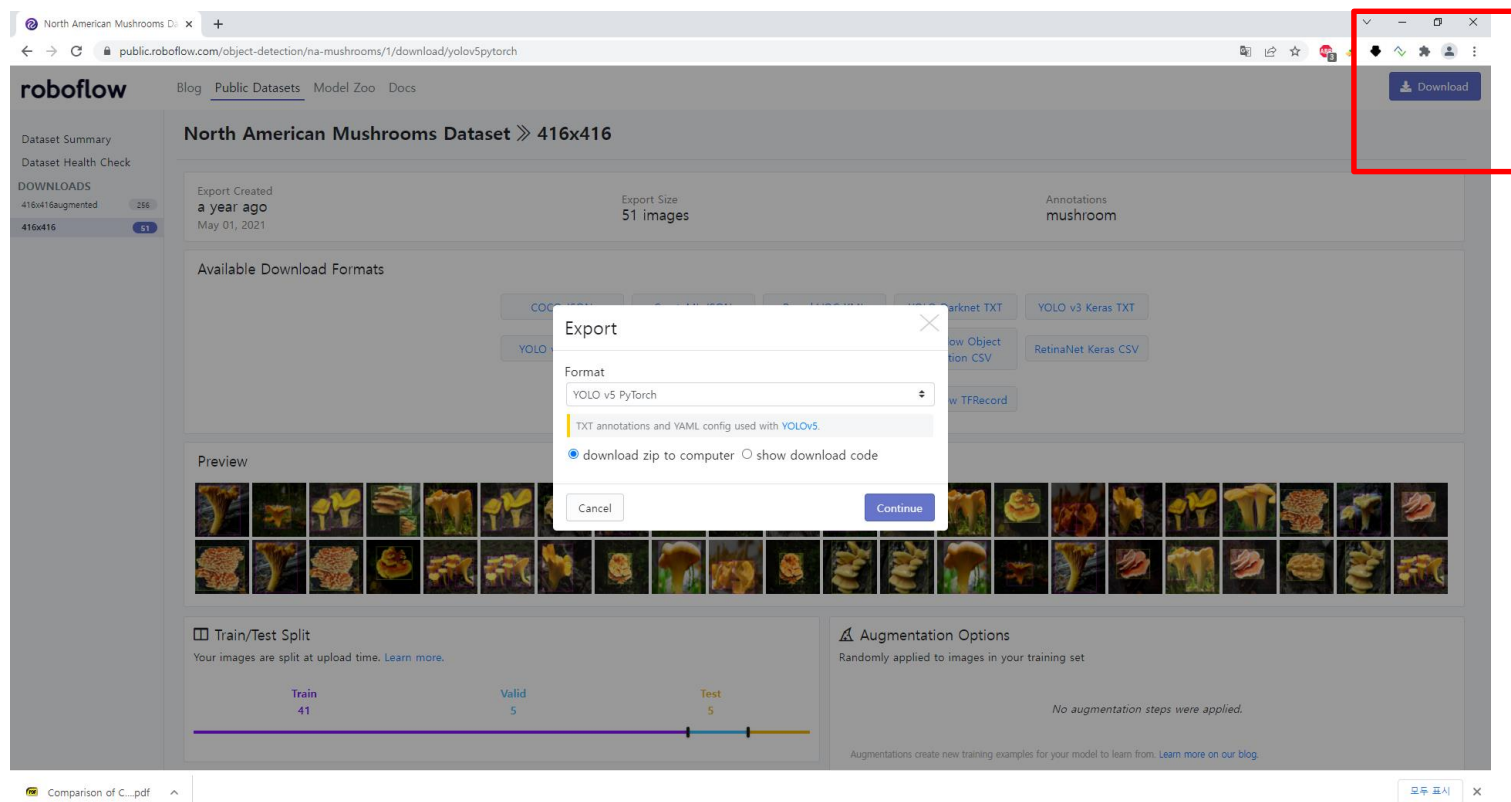 North American Mushrooms Da
public.roboflow.com/object-detection/na-mushrooms/1/download/yolov5pytorch
3
roboflow
Blog Public Datasets Model Zoo Docs
Download
Dataset Summary
Dataset Health Check
DOWNLOADS
416x416augmented 256
416x416 51
North American Mushrooms Dataset ≫ 416x416
Export Created
a year ago
May 01, 2021
Export Size
51 images
Annotations
mushroom
Available Download Formats
YOLO v3 Keras TXT
RetinaNet Keras CSV
Export
Format
YOLO v5 PyTorch
TXT annotations and YAML config used with YOLOv5.
download zip to computer show download code
Cancel Continue
Preview
Train/Test Split
Your images are split at upload time. Learn more.
Train Valid Test
41 5 5
Augmentation Options
Randomly applied to images in your training set
No augmentation steps were applied.
Augmentations create new training examples for your model to learn from. Learn more on our blog.
Comparison of C....pdf
모두 표시